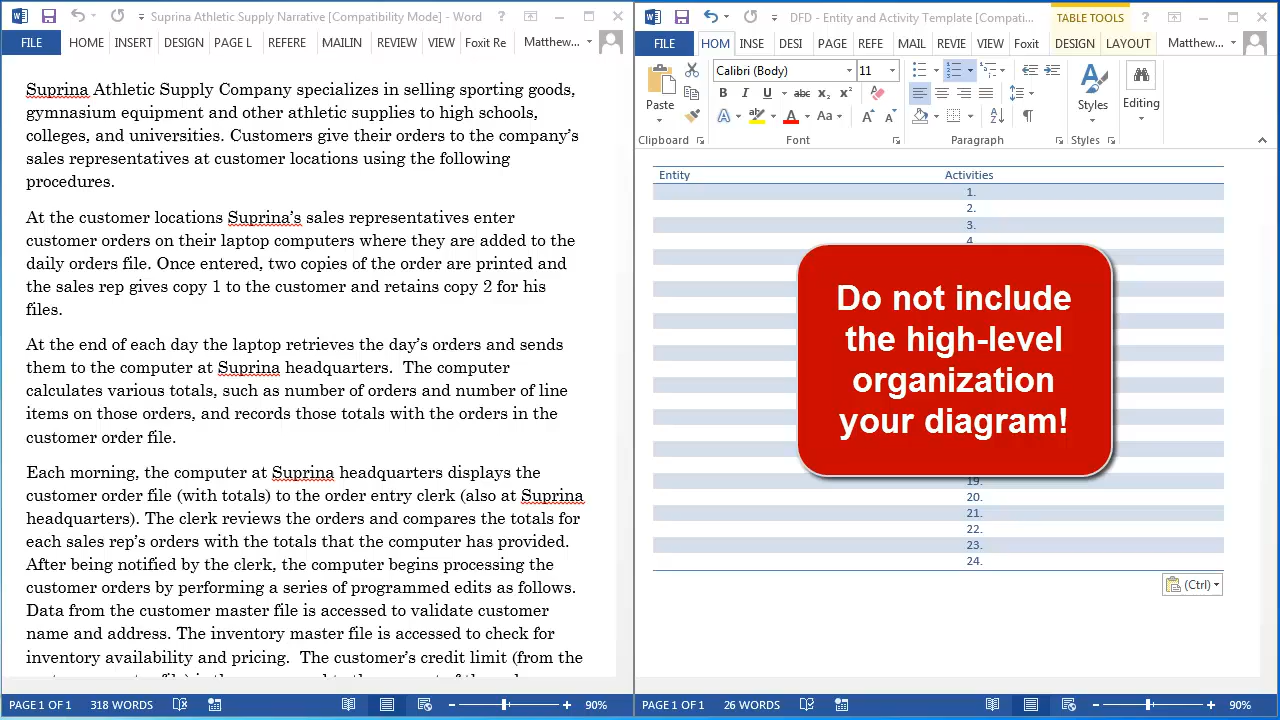 Suprina Athletic Supply Narrative [Compatibility Mode] - Word
FILE HOME INSERT DESIGN PAGE L REFERE MAILIN REVIEW VIEW Foxit Re Matthew...
Suprina Athletic Supply Company specializes in selling sporting goods,
gymnasium equipment and other athletic supplies to high schools,
colleges, and universities. Customers give their orders to the company's
sales representatives at customer locations using the following
procedures.
At the customer locations Suprina's sales representatives enter
customer orders on their laptop computers where they are added to the
daily orders file. Once entered, two copies of the order are printed and
the sales rep gives copy 1 to the customer and retains copy 2 for his
files.
At the end of each day the laptop retrieves the day's orders and sends
them to the computer at Suprina headquarters. The computer
calculates various totals, such as number of orders and number of line
items on those orders, and records those totals with the orders in the
customer order file.
Each morning, the computer at Suprina headquarters displays the
customer order file (with totals) to the order entry clerk (also at Suprina
headquarters). The clerk reviews the orders and compares the totals for
each sales rep's orders with the totals that the computer has provided.
After being notified by the clerk, the computer begins processing the
customer orders by performing a series of programmed edits as follows.
Data from the customer master file is accessed to validate customer
name and address. The inventory master file is accessed to check for
inventory availability and pricing. The customer's credit limit (from the
PAGE 1 OF 1 318 WORDS 90%
DFD - Entity and Activity Template [Compati...
TABLE TOOLS
FILE HOM INSE DESI PAGE REFE MAIL REVIE VIEW Foxit DESIGN LAYOUT Matthew...
Calibri (Body) 11
Paste
B I U abc x₂ x²
Styles
Editing
A A Aa A A
Clipboard Font Paragraph Styles
Entity Activities
1.
2.
3.
4.
Do not include
the high-level
organization
your diagram!
19.
20.
21.
22.
23.
24.
(Ctrl)
PAGE 1 OF 1 26 WORDS 90%